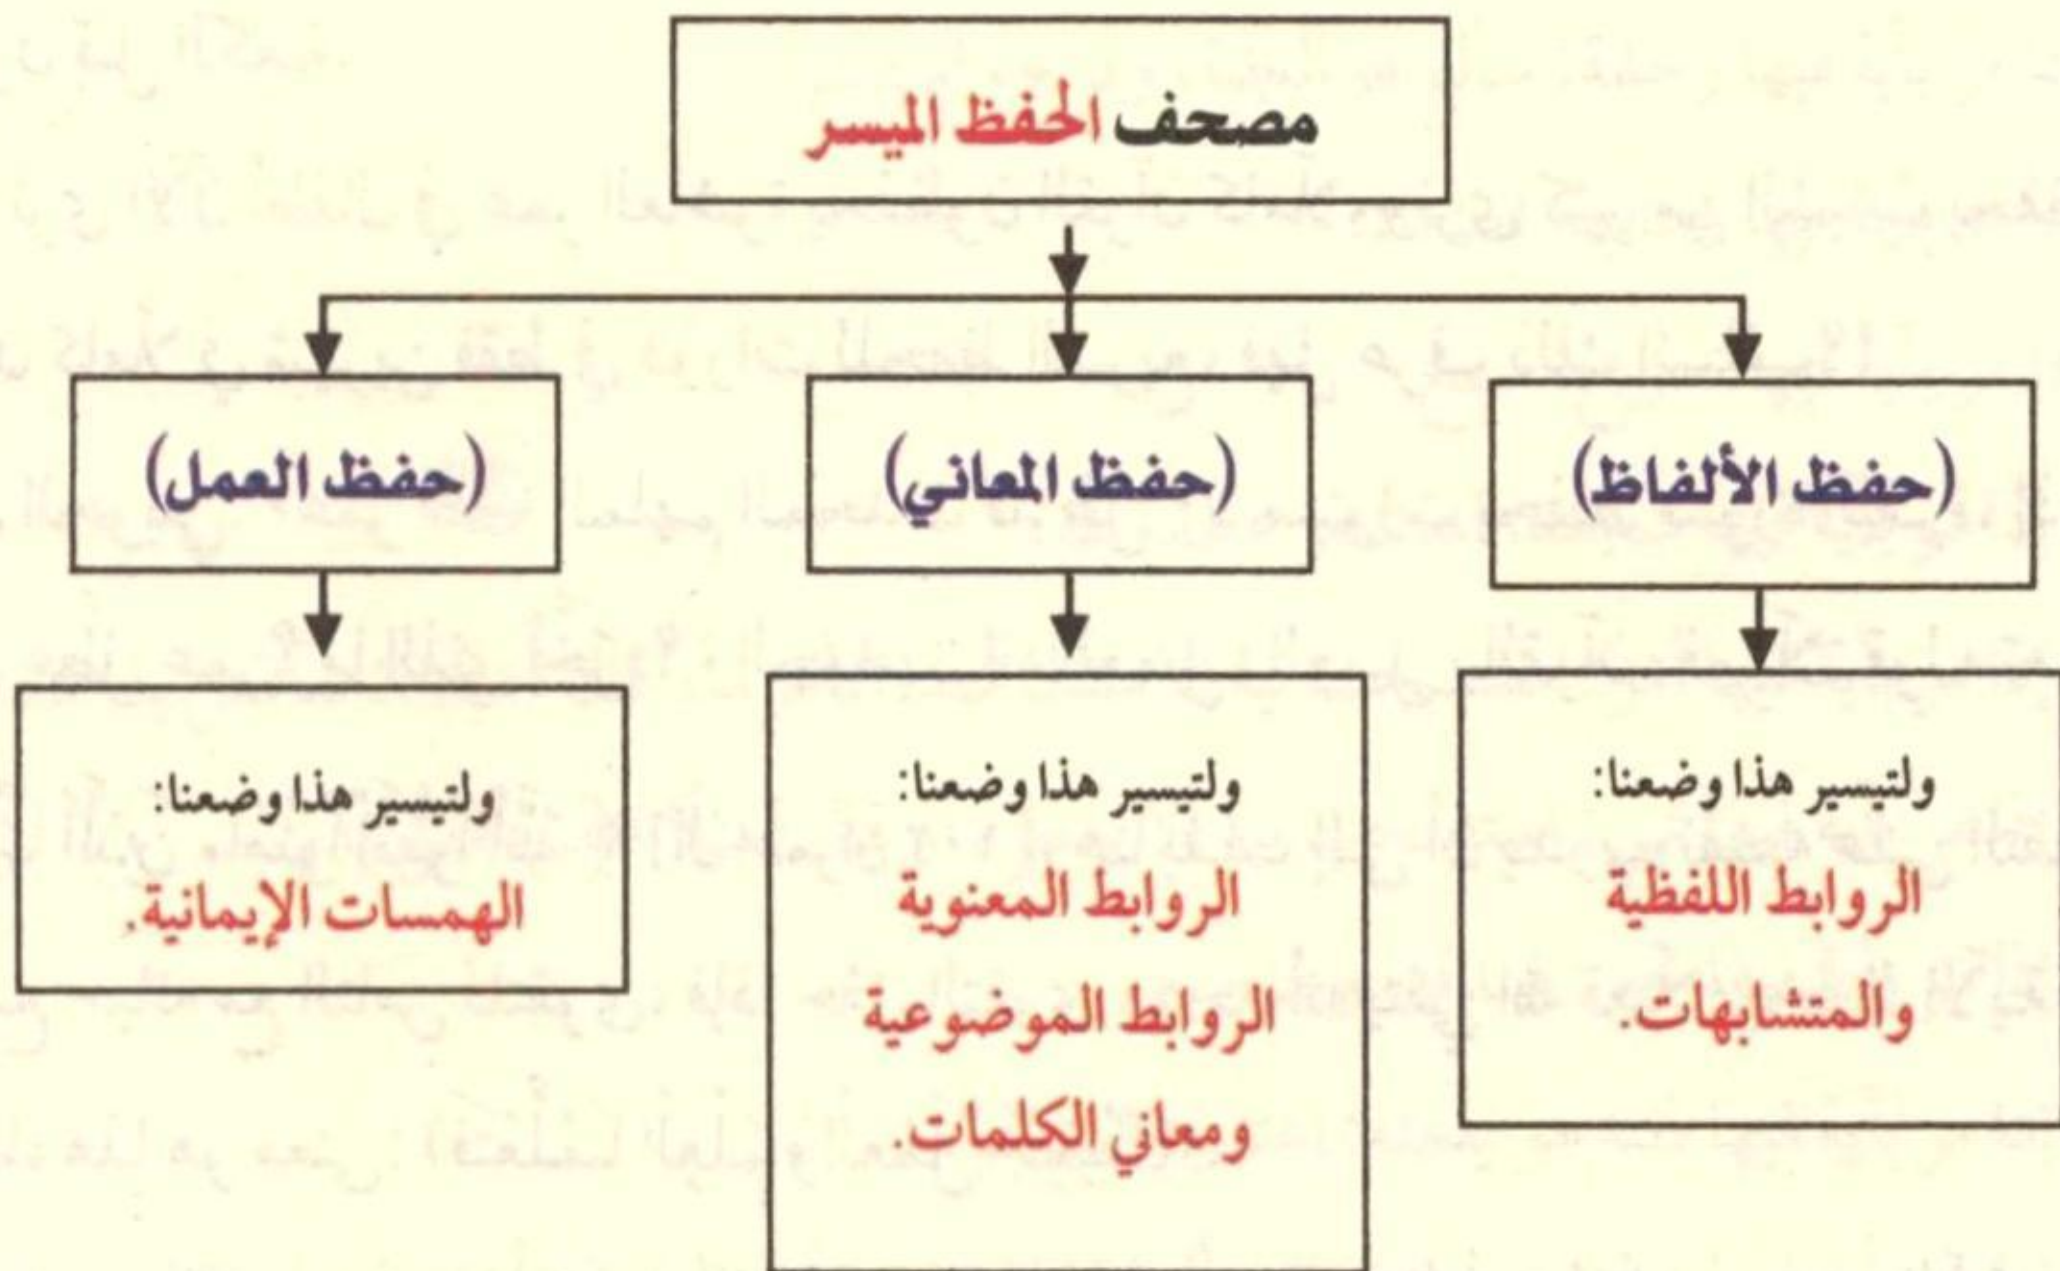 مصحف الحفظ الميسر
(حفظ الألفاظ)
(حفظ المعاني)
(حفظ العمل)
ولتيسير هذا وضعنا:
الروابط اللفظية
والمتشابهات.
ولتيسير هذا وضعنا:
الروابط المعنوية
الروابط الموضوعية
ومعاني الكلمات.
ولتيسير هذا وضعنا:
الهمسات الإيمانية.